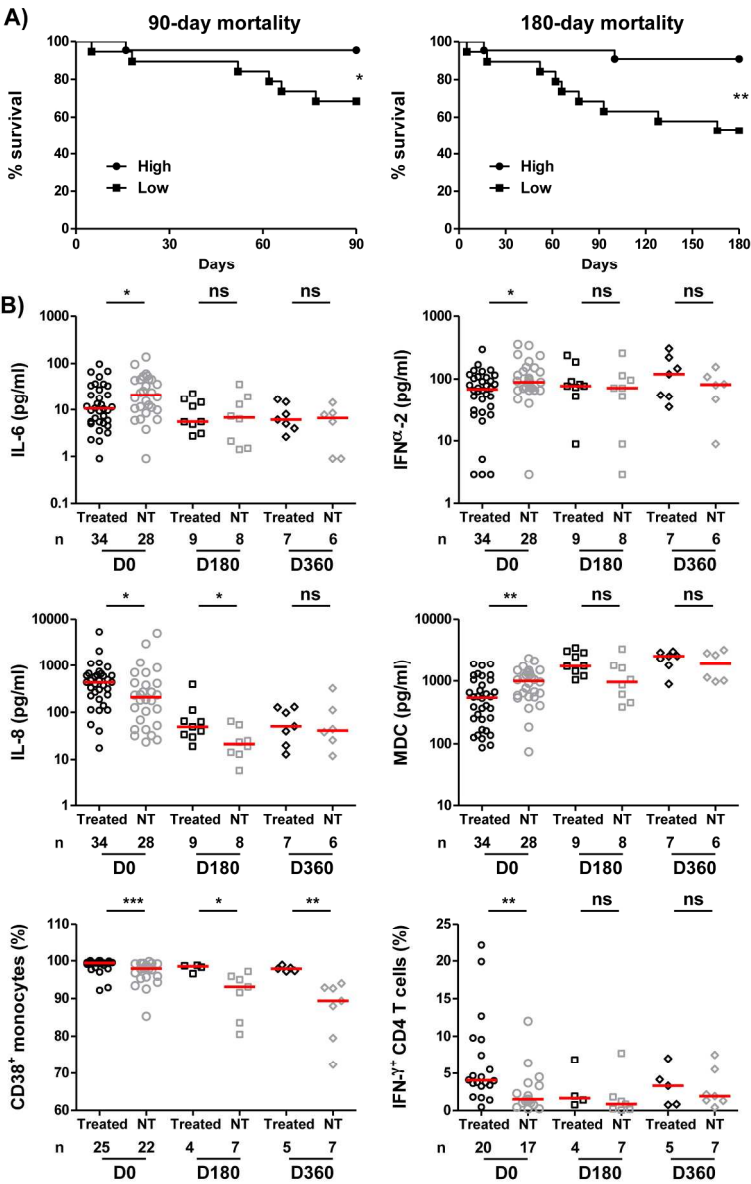 A)
90-day mortality
100
80
60
40
20
0
% survival
High
Low
*
0 30 60 90
Days
180-day mortality
100
80
60
40
20
0
% survival
High
Low
**
0 30 60 90 120 150 180
Days
B)
* ns ns
1000
100
10
1
0.1
IL-6 (pg/ml)
Treated NT Treated NT Treated NT
n 34 28 9 8 7 6
D0 D180 D360
* ns ns
1000
100
10
1
IFNα-2 (pg/ml)
Treated NT Treated NT Treated NT
n 34 28 9 8 7 6
D0 D180 D360
* * ns
10000
1000
100
10
1
IL-8 (pg/ml)
Treated NT Treated NT Treated NT
n 34 28 9 8 7 6
D0 D180 D360
** ns ns
10000
1000
100
10
MDC (pg/ml)
Treated NT Treated NT Treated NT
n 34 28 9 8 7 6
D0 D180 D360
*** * **
110
100
90
80
70
60
CD38+ monocytes (%)
Treated NT Treated NT Treated NT
n 25 22 4 7 5 7
D0 D180 D360
** ns ns
25
20
15
10
5
0
IFN-γ+ CD4 T cells (%)
Treated NT Treated NT Treated NT
n 20 17 4 7 5 7
D0 D180 D360